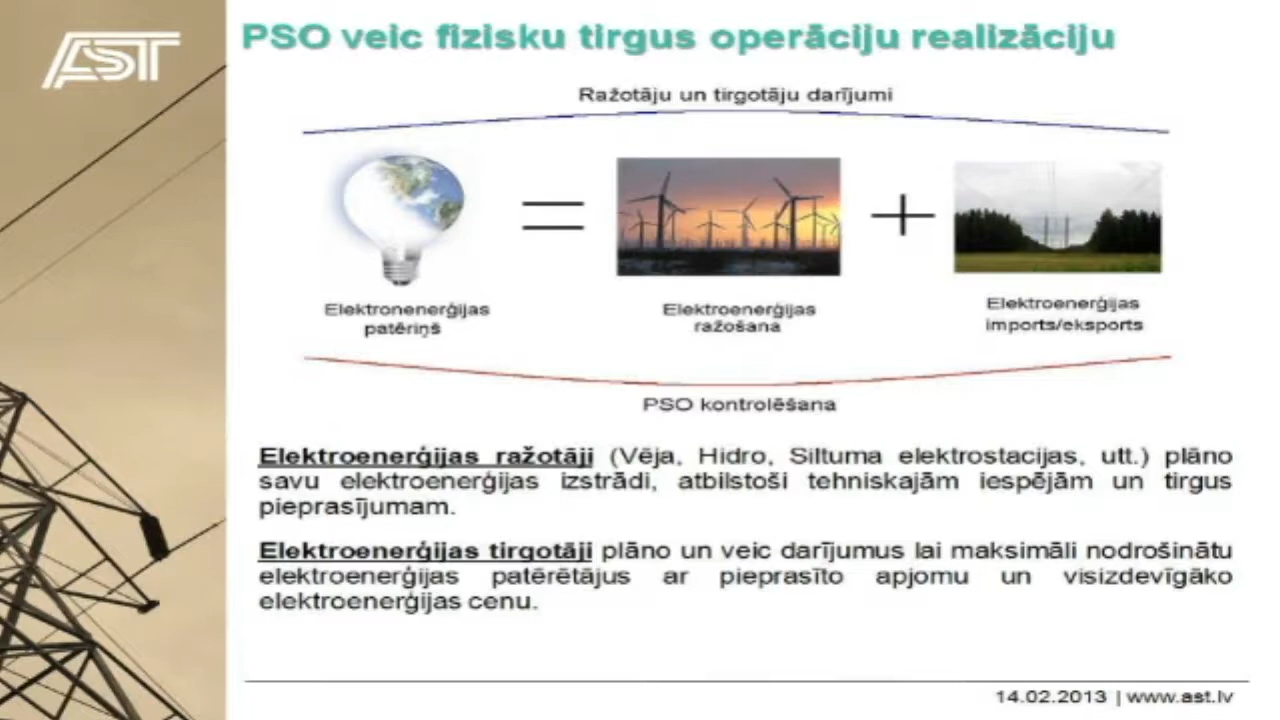 AST
PSO veic fizisku tirgus operāciju realizāciju
Ražotāju un tirgotāju darījumi
Elektronenerģijas
patēriņš
Elektroenerģijas
ražošana
Elektroenerģijas
imports/eksports
PSO kontrolēšana
Elektroenerģijas ražotāji (Vēja, Hidro, Siltuma elektrostacijas, utt.) plāno
savu elektroenerģijas izstrādi, atbilstoši tehniskajām iespējām un tirgus
pieprasījumam.
Elektroenerģijas tirgotāji plāno un veic darījumus lai maksimāli nodrošinātu
elektroenerģijas patērētājus ar pieprasīto apjomu un visizdevīgāko
elektroenerģijas cenu.
14.02.2013 | www.ast.lv